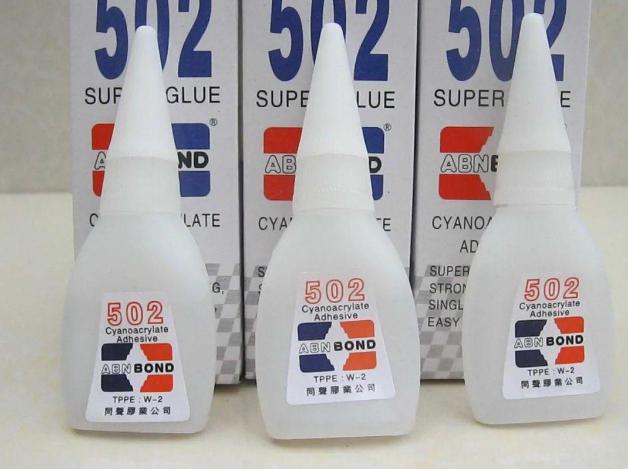 502
SUPE GLUE
ABN BOND
®
CYANOACRYLATE
502
SUPER GLUE
ABN BOND
®
CYANOACRYLATE
502
SUPER GLUE
ABN BOND
CYANOACRYLATE
SUPER
STRONG
SINGL
EASY
502
Cyanoacrylate
Adhesive
ABN BOND
TPPE : W-2
同聲膠業公司
502
Cyanoacrylate
Adhesive
ABN BOND
TPPE : W-2
同聲膠業公司
502
Cyanoacrylate
Adhesive
ABN BOND
TPPE : W-2
同聲膠業公司